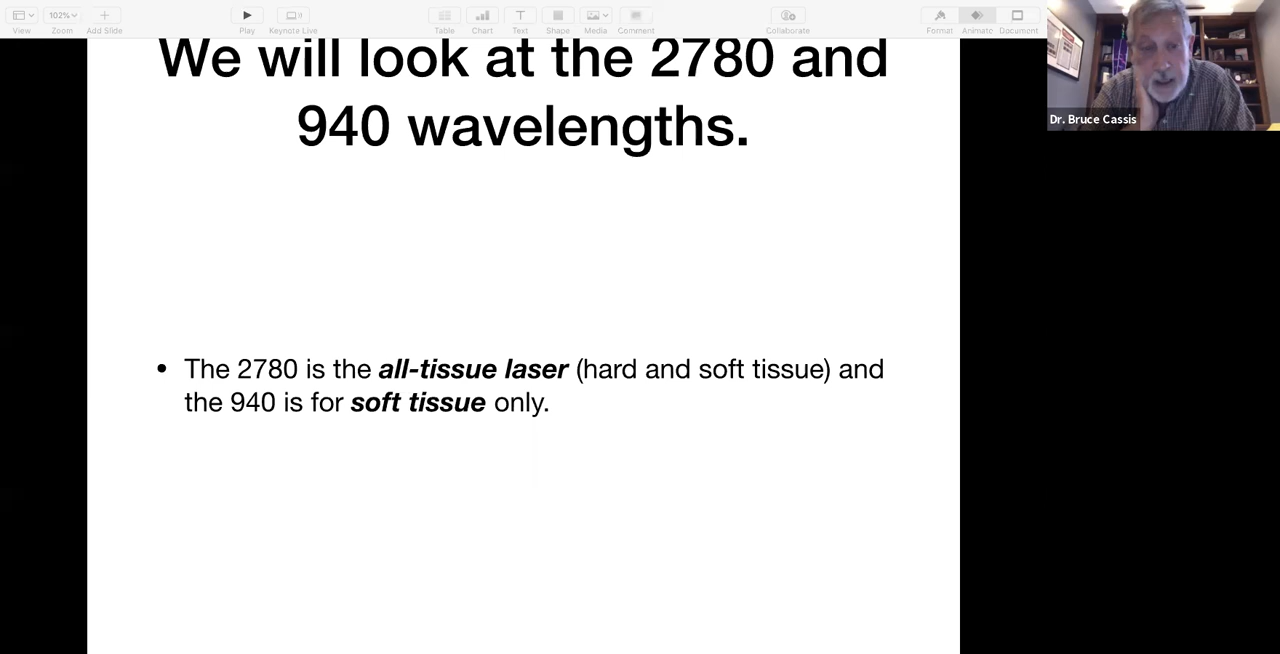 102%
View
Zoom
Add Slide
Play
Keynote Live
Table
Chart
Text
Shape
Media
Comment
Collaborate
Format
Animate
Document
We will look at the 2780 and
940 wavelengths.
Dr. Bruce Cassis
• The 2780 is the all-tissue laser (hard and soft tissue) and
the 940 is for soft tissue only.